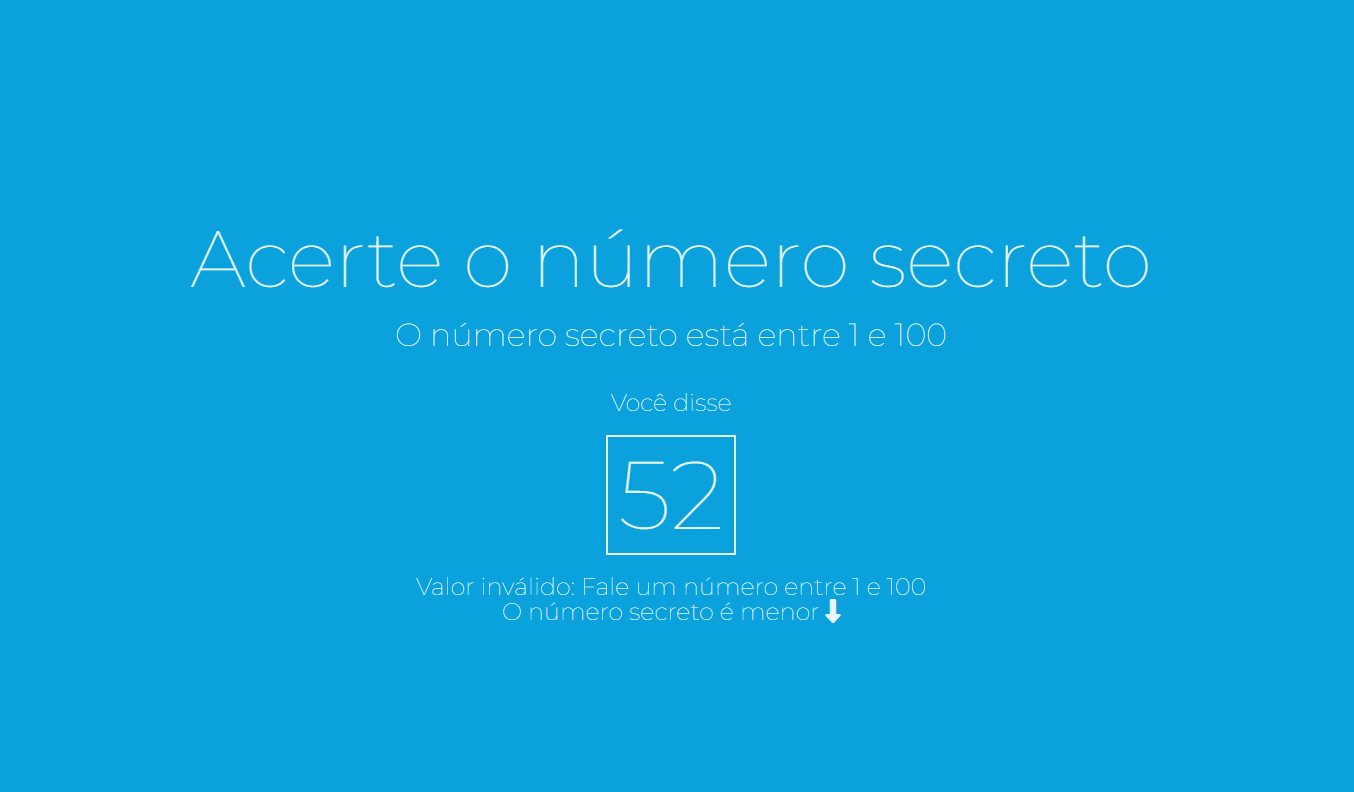 Acerte o número secreto
O número secreto está entre 1 e 100
Você disse
52
Valor inválido: Fale um número entre 1 e 100
O número secreto é menor